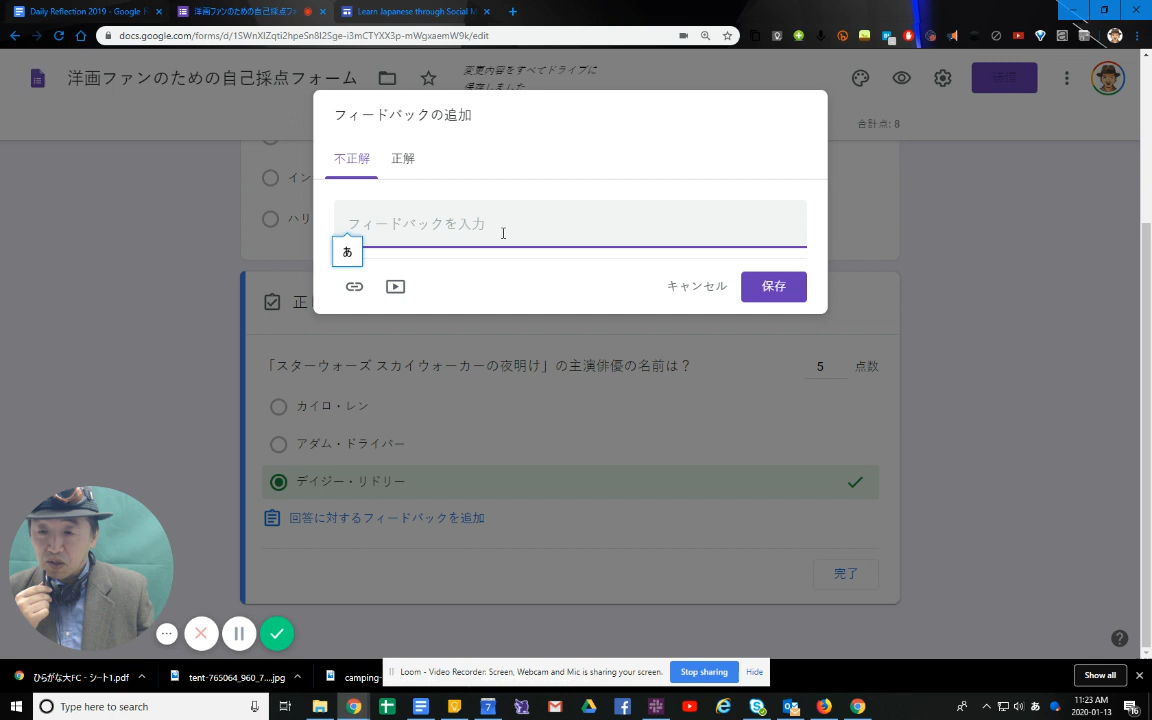 Daily Reflection 2019 - Google
洋画ファンのための自己採点フ
Learn Japanese through Social M
docs.google.com/forms/d/1SWnXIZqti2hpeSn8I2Sge-i3mCTYXX3p-mWgxaemW9k/edit
洋画ファンのための自己採点フォーム
変更内容をすべてドライブに
保存しました
送信
合計点: 8
フィードバックの追加
不正解
正解
フィードバックを入力
あ
キャンセル
保存
イン
ハリ
正
「スターウォーズ スカイウォーカーの夜明け」の主演俳優の名前は?
5
点数
カイロ・レン
アダム・ドライバー
デイジー・リドリー
回答に対するフィードバックを追加
完了
ひらがな大FC - シート1.pdf
tent-765064_960_7....jpg
camping-
Loom - Video Recorder: Screen, Webcam and Mic is sharing your screen.
Stop sharing
Hide
Show all
Type here to search
あ
11:23 AM
2020-01-13
16